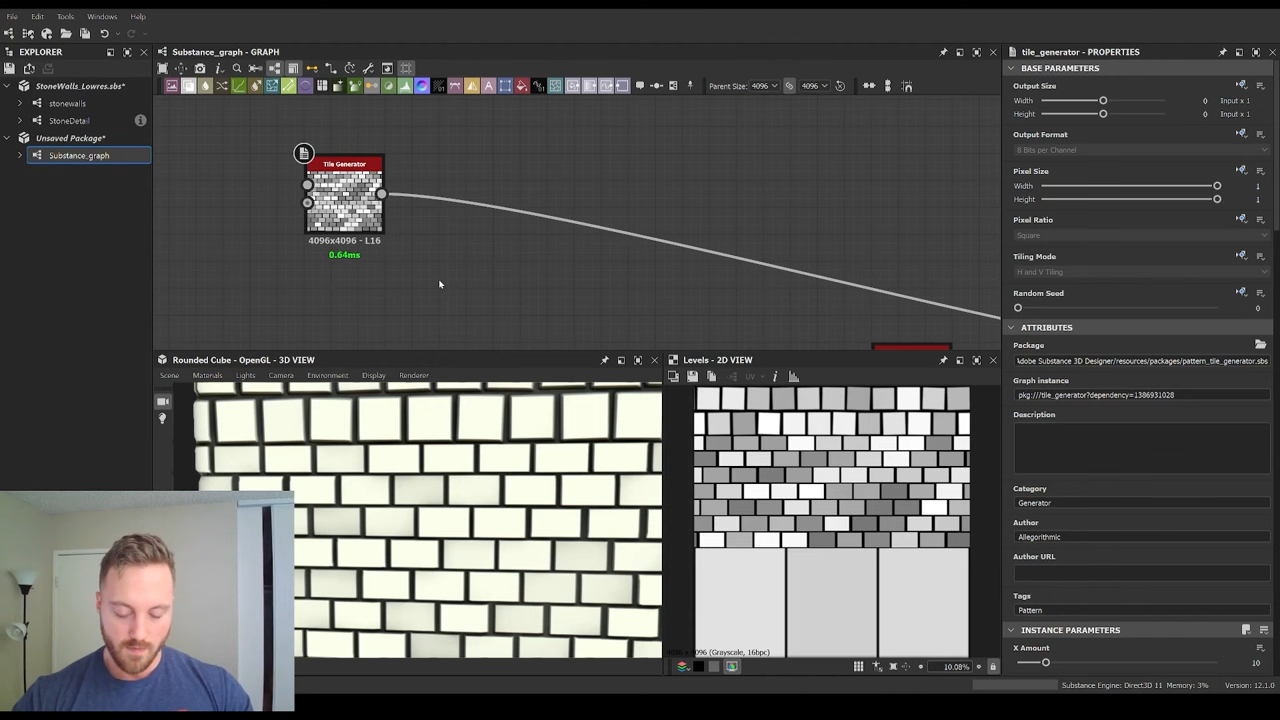 File Edit Tools Windows Help
EXPLORER
StoneWalls_Lowres.sbs*
stonewalls
StoneDetail
Unsaved Package*
Substance_graph
Substance_graph - GRAPH
Parent Size: 4096 4096
Tile Generator
4096x4096 - L16
0.64ms
Rounded Cube - OpenGL - 3D VIEW
Scene Materials Lights Camera Environment Display Renderer
Levels - 2D VIEW
UV
4096 x 4096 (Grayscale, 16bpc)
10.08%
tile_generator - PROPERTIES
BASE PARAMETERS
Output Size
Width 0 Input x 1
Height 0 Input x 1
Output Format
8 Bits per Channel
Pixel Size
Width 1
Height 1
Pixel Ratio
Square
Tiling Mode
H and V Tiling
Random Seed
0
ATTRIBUTES
Package
Adobe Substance 3D Designer/resources/packages/pattern_tile_generator.sbs
Graph instance
pkg:///tile_generator?dependency=1386931028
Description
Category
Generator
Author
Allegorithmic
Author URL
Tags
Pattern
INSTANCE PARAMETERS
X Amount
10
Substance Engine: Direct3D 11 Memory: 3% Version: 12.1.0